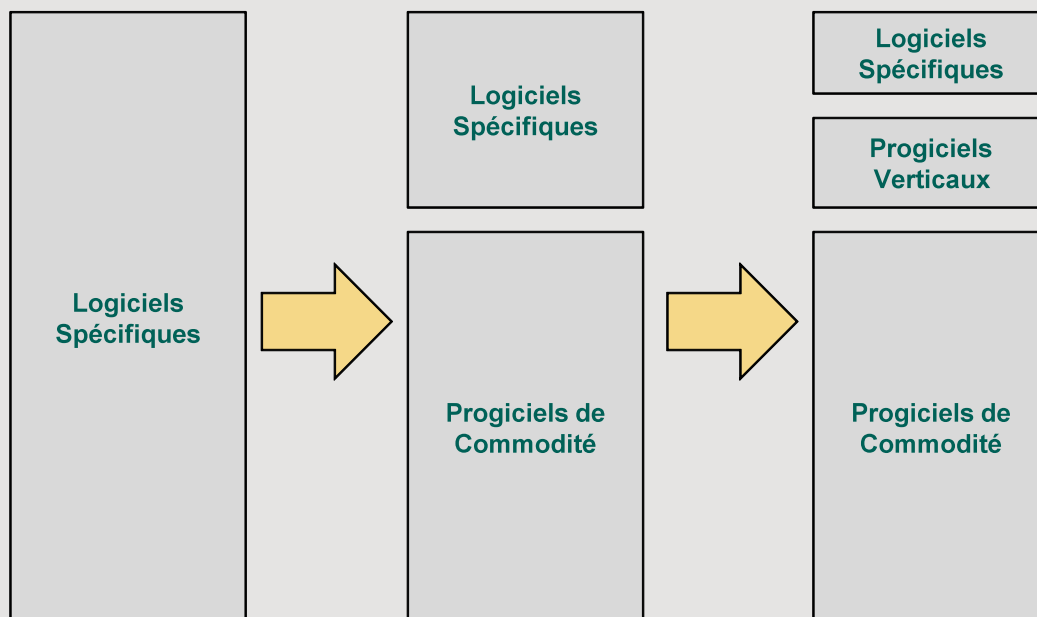 Logiciels
Spécifiques
Logiciels
Spécifiques
Progiciels de
Commodité
Logiciels
Spécifiques
Progiciels
Verticaux
Progiciels de
Commodité